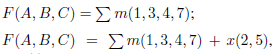 F(A, B, C) = ∑ m(1, 3, 4, 7);
F(A, B, C) = ∑ m(1, 3, 4, 7) + x(2, 5).